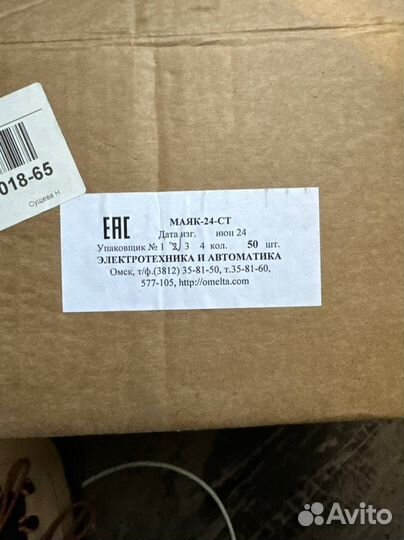 018-65
Сущева Н
EAC
МАЯК-24-СТ
Дата изг. июн 24
Упаковщик № 1 2 3 4 кол. 50 шт.
ЭЛЕКТРОТЕХНИКА И АВТОМАТИКА
Омск, т/ф.(3812) 35-81-50, т.35-81-60,
577-105, http://omelta.com
Avito